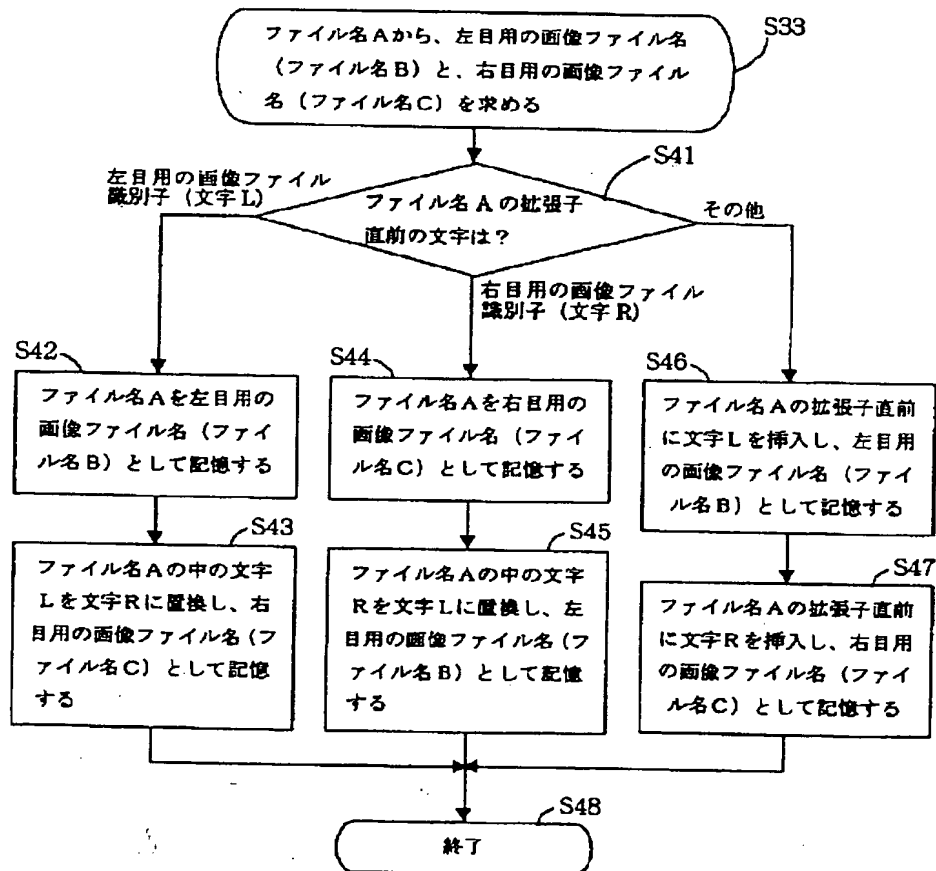 S33
ファイル名Aから、左目用の画像ファイル名
(ファイル名B)と、右目用の画像ファイル
名(ファイル名C)を求める
S41
ファイル名Aの拡張子
直前の文字は?
左目用の画像ファイル
識別子(文字L)
右目用の画像ファイル
識別子(文字R)
その他
S42
ファイル名Aを左目用の
画像ファイル名(ファイ
ル名B)として記憶する
S43
ファイル名Aの中の文字
Lを文字Rに置換し、右
目用の画像ファイル名(フ
ァイル名C)として記憶
する
S44
ファイル名Aを右目用の
画像ファイル名(ファイ
ル名C)として記憶する
S45
ファイル名Aの中の文字
Rを文字Lに置換し、左
目用の画像ファイル名(フ
ァイル名B)として記憶
する
S46
ファイル名Aの拡張子直前
に文字Lを挿入し、左目用
の画像ファイル名(ファイ
ル名B)として記憶する
S47
ファイル名Aの拡張子直前
に文字Rを挿入し、右目用
の画像ファイル名(ファイ
ル名C)として記憶する
S48
終了